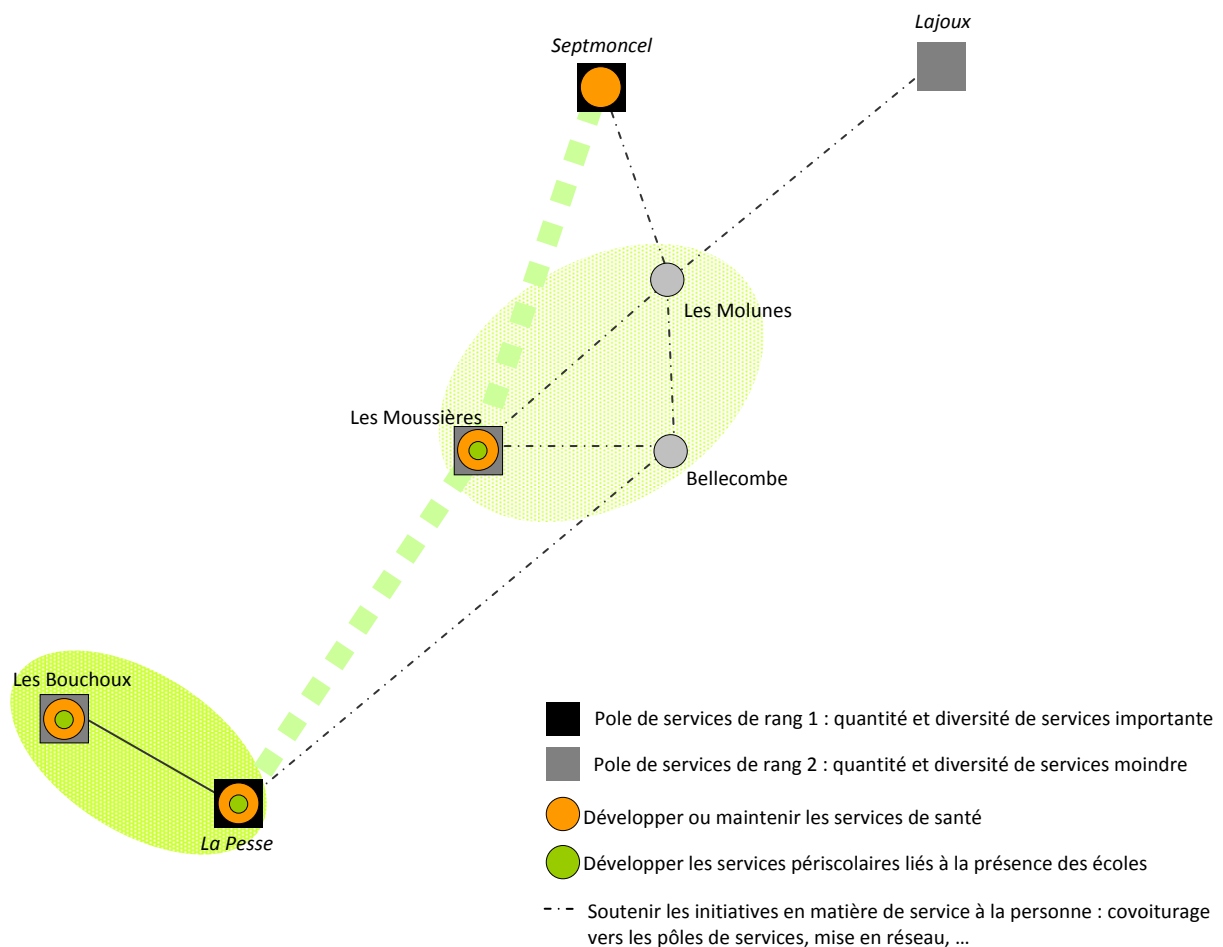 Lajoux
Septmoncel
Les Molunes
Les Moussières
Bellecombe
Les Bouchoux
La Pesse
Pole de services de rang 1 : quantité et diversité de services importante
Pole de services de rang 2 : quantité et diversité de services moindre
Développer ou maintenir les services de santé
Développer les services périscolaires liés à la présence des écoles
Soutenir les initiatives en matière de service à la personne : covoiturage
vers les pôles de services, mise en réseau, ...